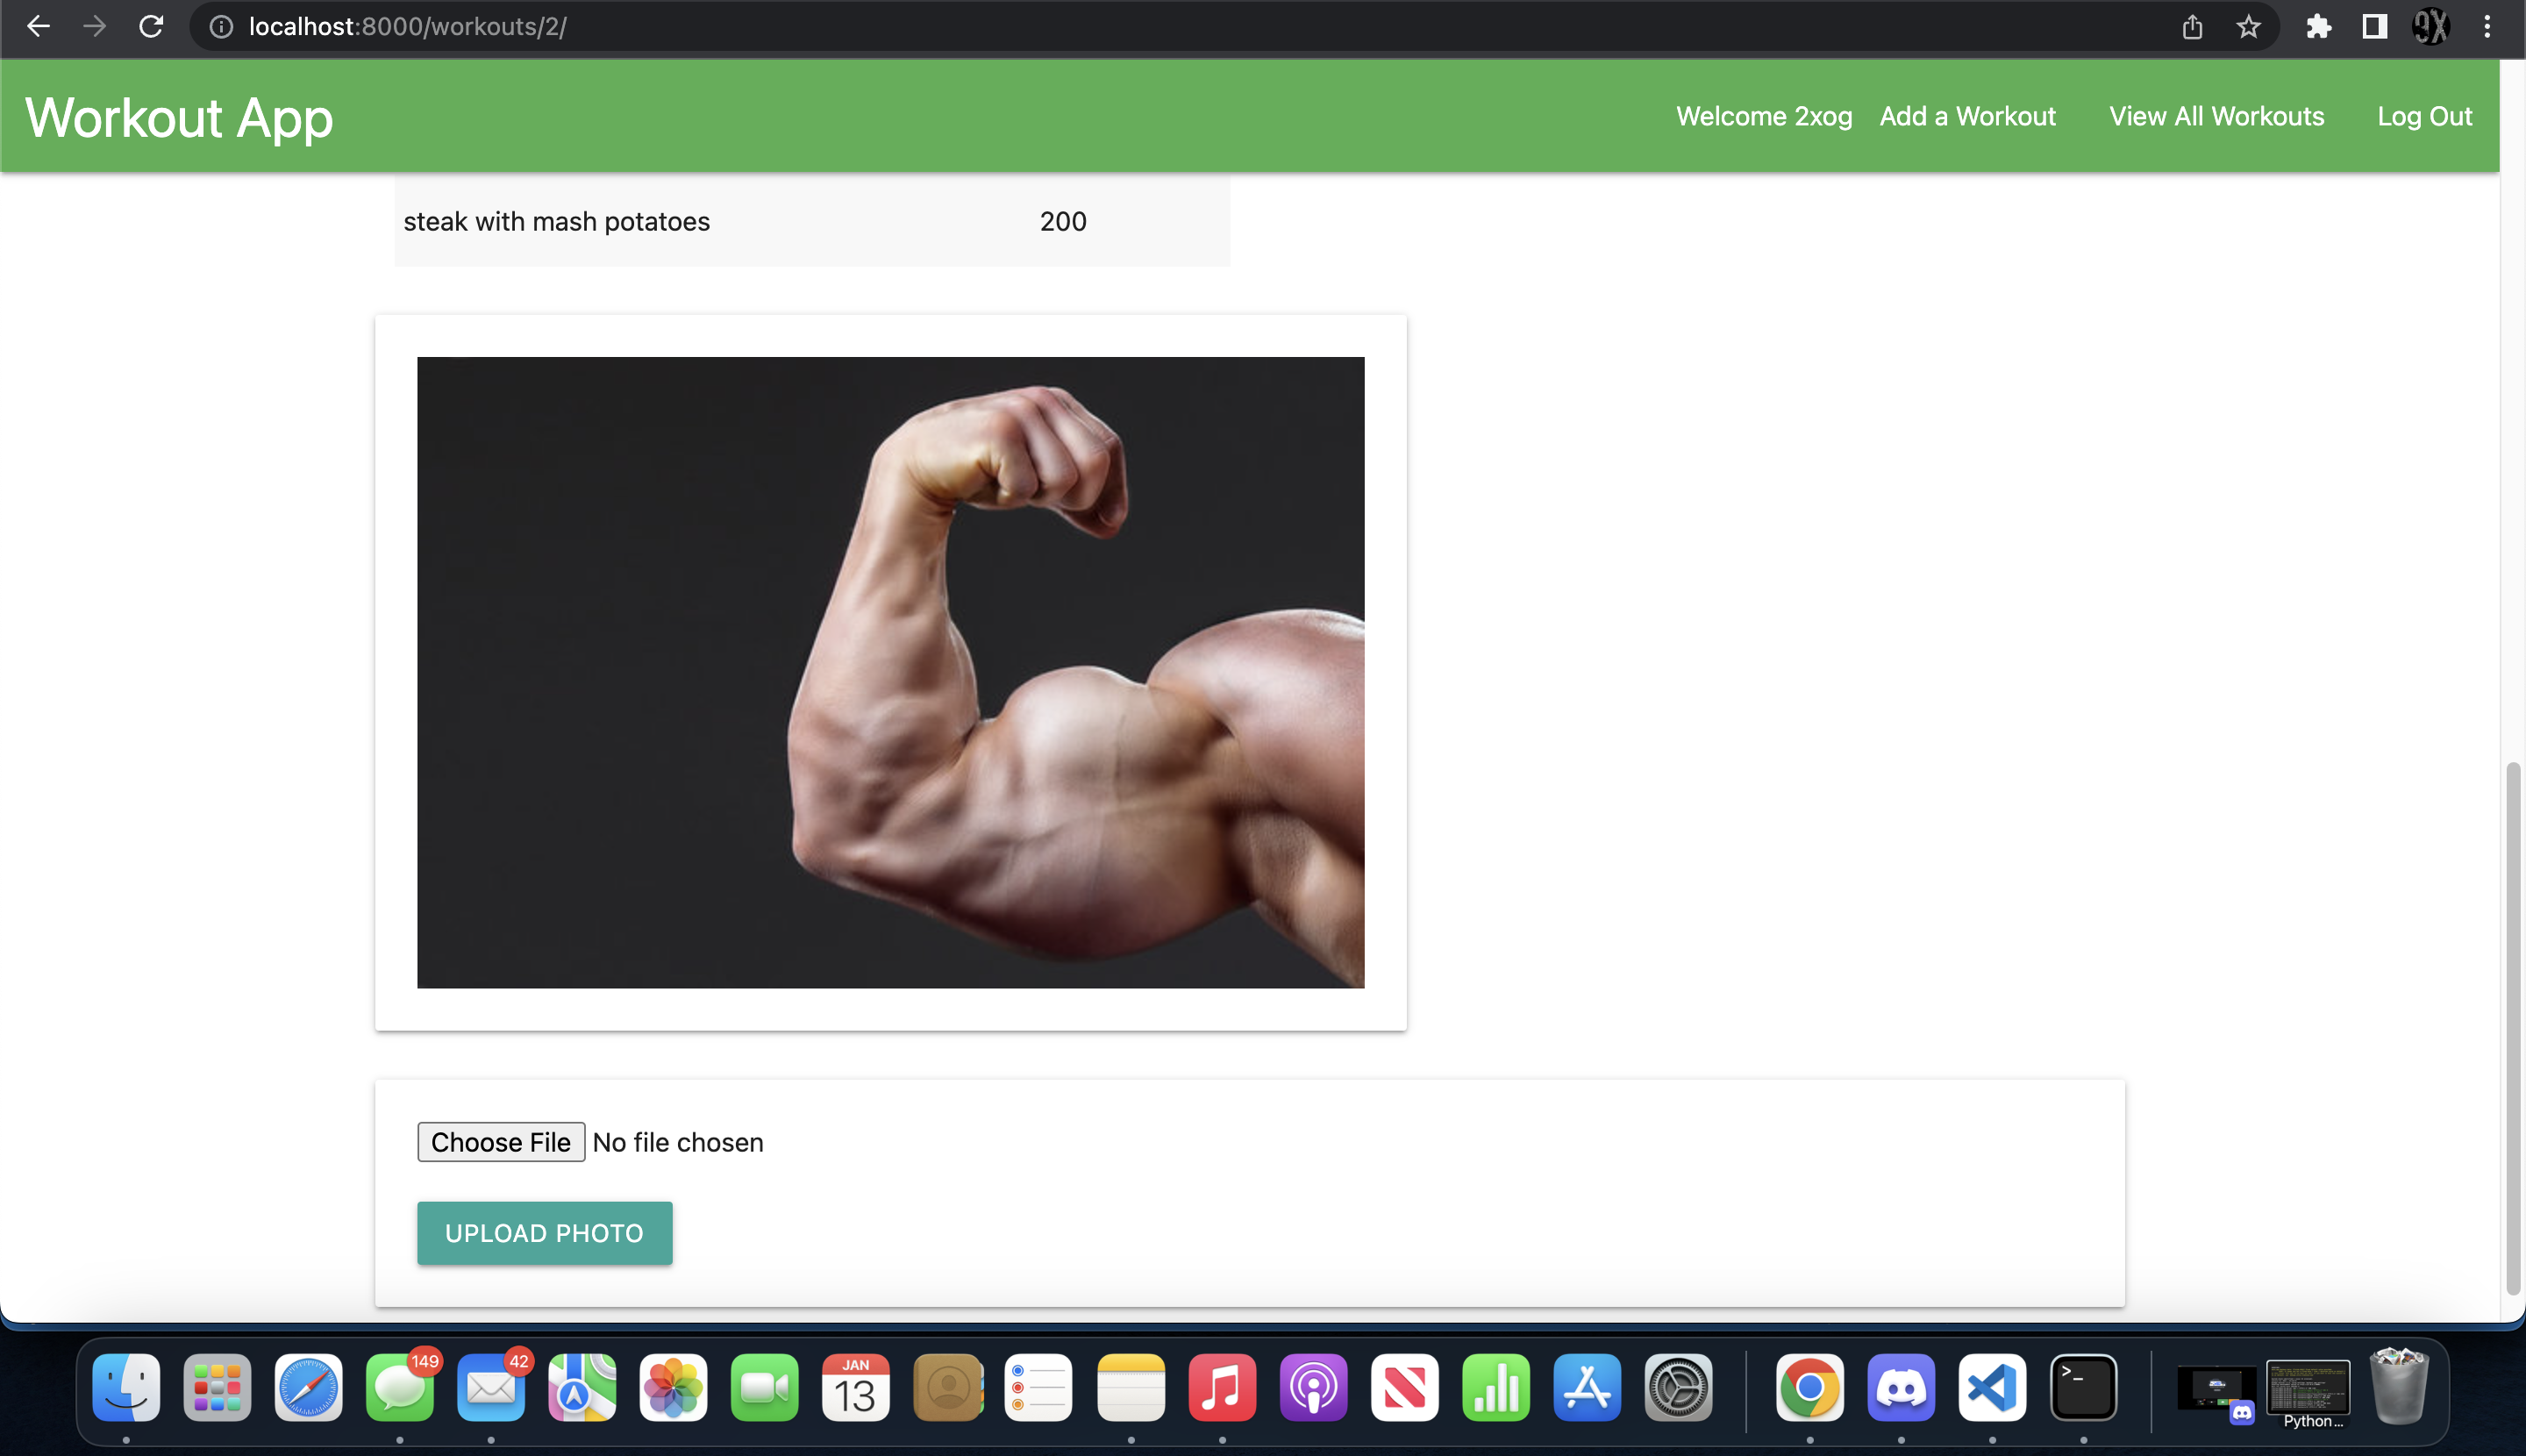 localhost:8000/workouts/2/
Workout App
Welcome 2xog Add a Workout View All Workouts Log Out
steak with mash potatoes 200
Choose File No file chosen
UPLOAD PHOTO
149
42
JAN
13
>_
Python...